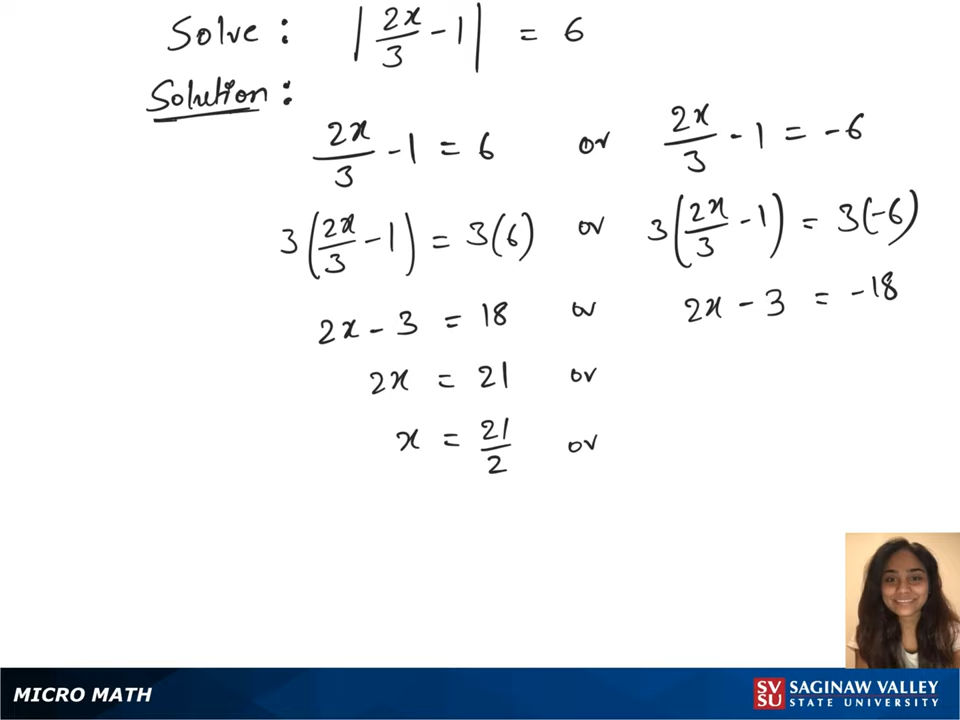 Solve : |2x/3 - 1| = 6
Solution :
2x/3 - 1 = 6 or 2x/3 - 1 = -6
3(2x/3 - 1) = 3(6) or 3(2x/3 - 1) = 3(-6)
2x - 3 = 18 or 2x - 3 = -18
2x = 21 or
x = 21/2 or
MICRO MATH
SVSU SAGINAW VALLEY
STATE UNIVERSITY